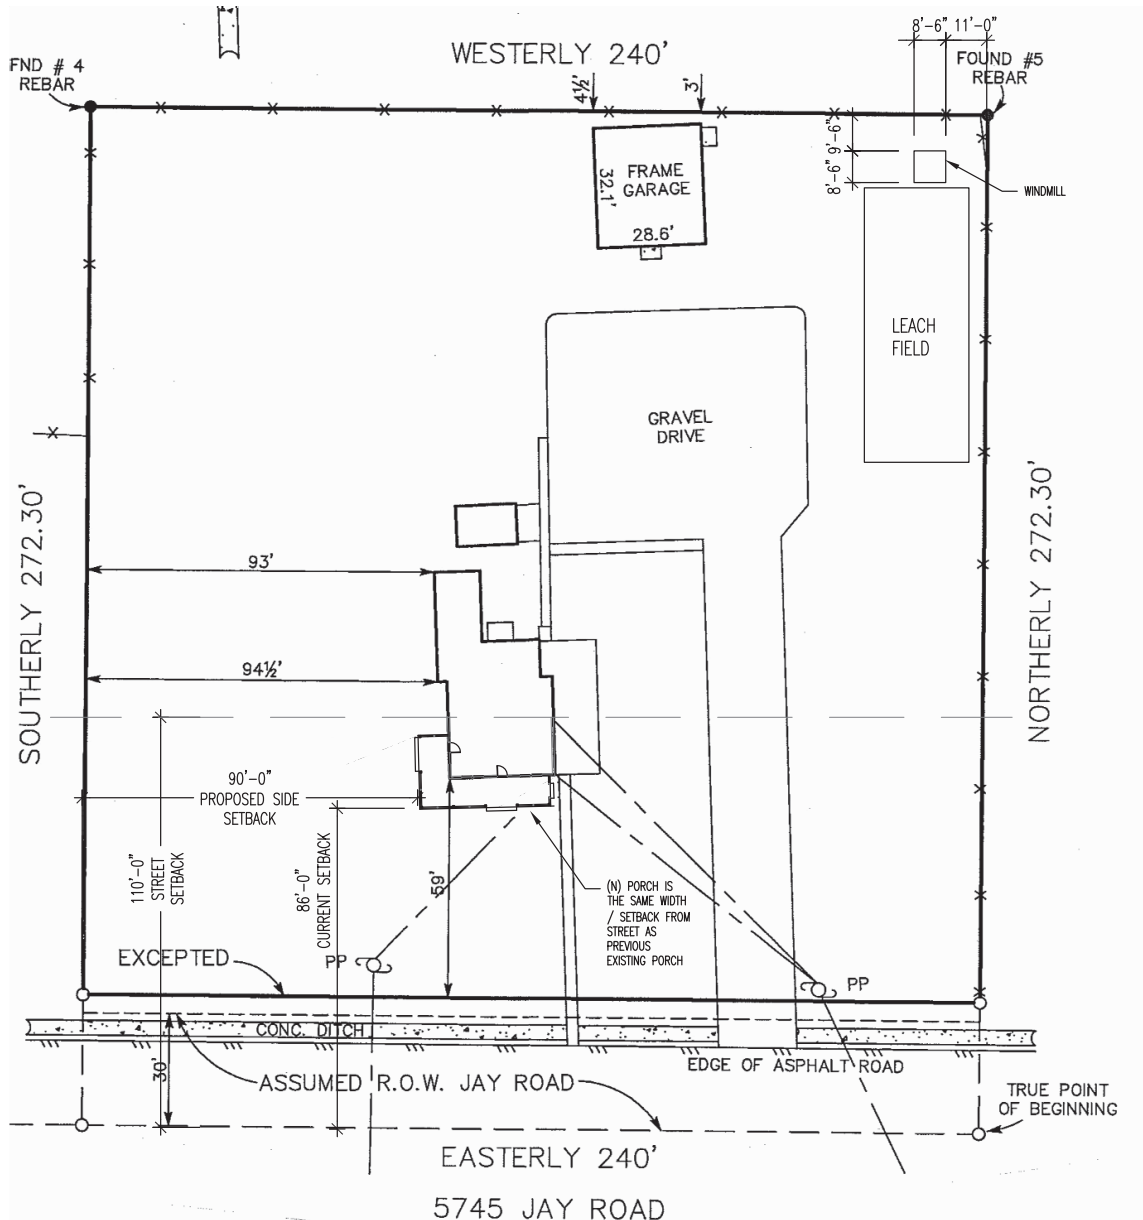 8'-6" 11'-0"
WESTERLY 240'
FND # 4
REBAR
FOUND #5
REBAR
4½'
3'
9'-6"
8'-6"
FRAME
GARAGE
32.1'
28.6'
WINDMILL
LEACH
FIELD
GRAVEL
DRIVE
SOUTHERLY 272.30'
NORTHERLY 272.30'
93'
94½'
90'-0"
PROPOSED SIDE
SETBACK
110'-0"
STREET
SETBACK
86'-0"
CURRENT SETBACK
59'
(N) PORCH IS
THE SAME WIDTH
/ SETBACK FROM
STREET AS
PREVIOUS
EXISTING PORCH
EXCEPTED
PP
PP
CONC. DITCH
30'
EDGE OF ASPHALT ROAD
ASSUMED R.O.W. JAY ROAD
TRUE POINT
OF BEGINNING
EASTERLY 240'
5745 JAY ROAD